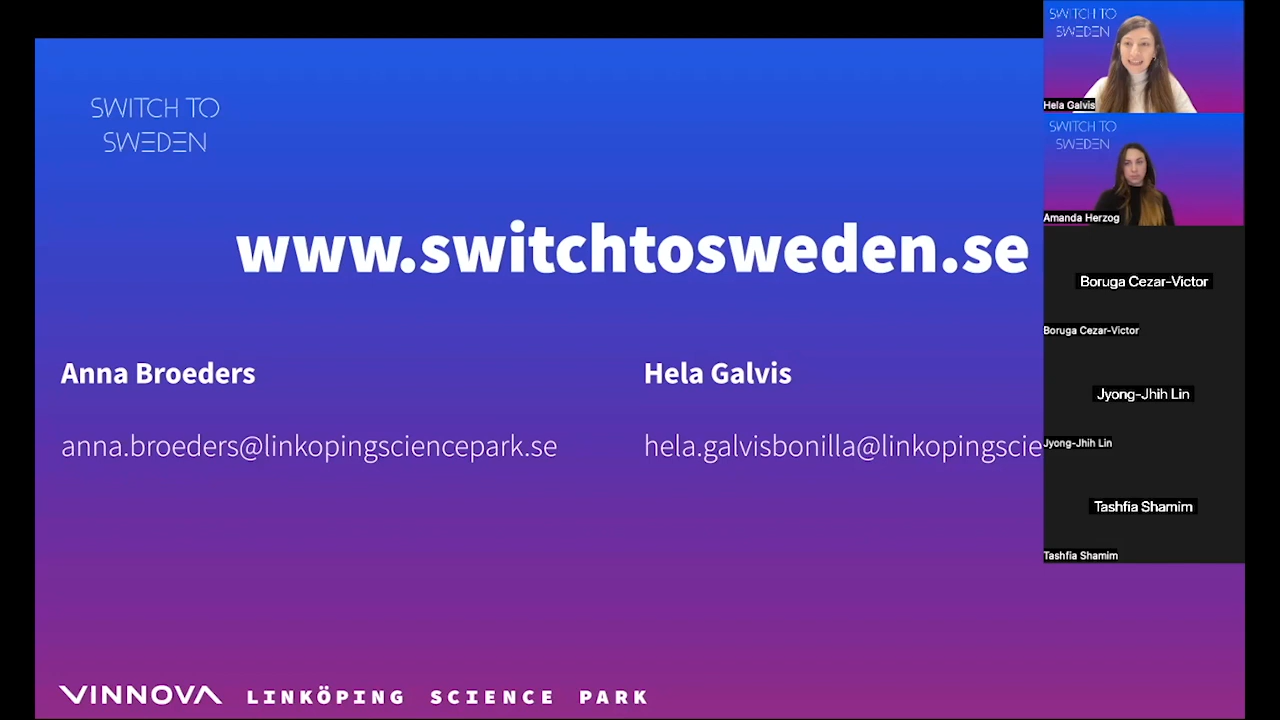 SWITCH TO
SWEDEN
www.switchtosweden.se
Anna Broeders
anna.broeders@linkopingsciencepark.se
Hela Galvis
hela.galvisbonilla@linkopingscie
VINNOVA
LINKÖPING SCIENCE PARK
SWITCH TO
SWEDEN
Hela Galvis
SWITCH TO
SWEDEN
Amanda Herzog
Boruga Cezar-Victor
Boruga Cezar-Victor
Jyong-Jhih Lin
Jyong-Jhih Lin
Tashfia Shamim
Tashfia Shamim